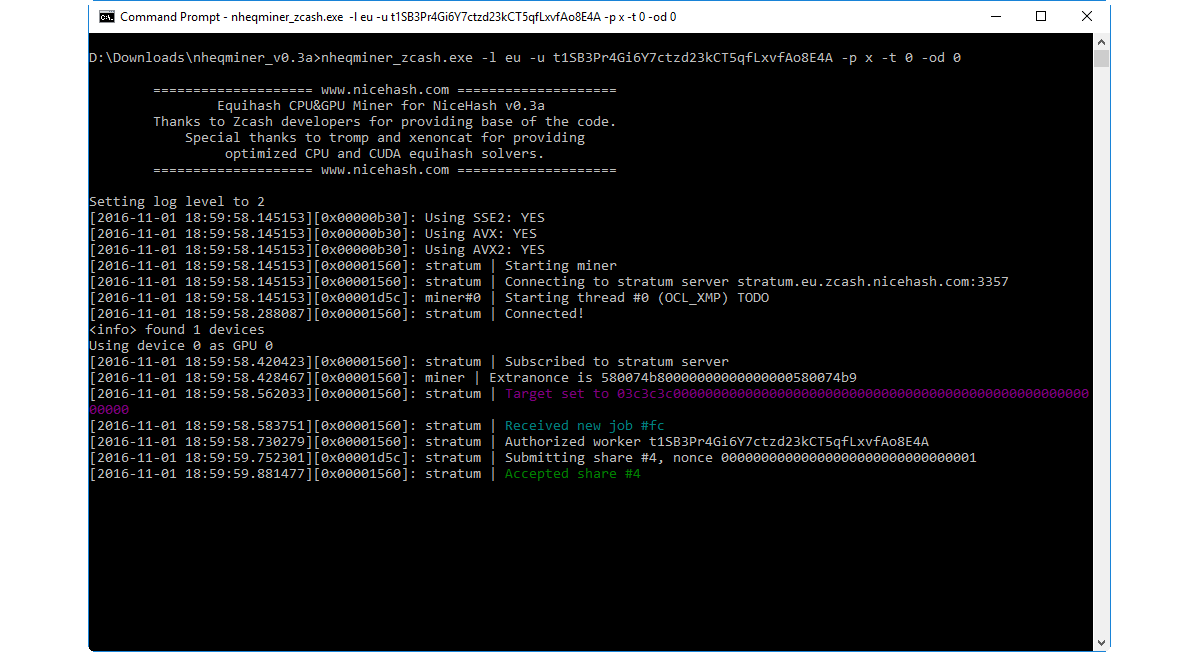 Command Prompt - nheqminer_zcash.exe -l eu -u t1SB3Pr4Gi6Y7ctzd23kCT5qfLxvfAo8E4A -p x -t 0 -od 0
D:\Downloads\nheqminer_v0.3a>nheqminer_zcash.exe -l eu -u t1SB3Pr4Gi6Y7ctzd23kCT5qfLxvfAo8E4A -p x -t 0 -od 0
==================== www.nicehash.com ====================
Equihash CPU&GPU Miner for NiceHash v0.3a
Thanks to Zcash developers for providing base of the code.
Special thanks to tromp and xenoncat for providing
optimized CPU and CUDA equihash solvers.
==================== www.nicehash.com ====================
Setting log level to 2
[2016-11-01 18:59:58.145153][0x00000b30]: Using SSE2: YES
[2016-11-01 18:59:58.145153][0x00000b30]: Using AVX: YES
[2016-11-01 18:59:58.145153][0x00000b30]: Using AVX2: YES
[2016-11-01 18:59:58.145153][0x00001560]: stratum | Starting miner
[2016-11-01 18:59:58.145153][0x00001560]: stratum | Connecting to stratum server stratum.eu.zcash.nicehash.com:3357
[2016-11-01 18:59:58.145153][0x00001d5c]: miner#0 | Starting thread #0 (OCL_XMP) TODO
[2016-11-01 18:59:58.288087][0x00001560]: stratum | Connected!
<info> found 1 devices
Using device 0 as GPU 0
[2016-11-01 18:59:58.420423][0x00001560]: stratum | Subscribed to stratum server
[2016-11-01 18:59:58.428467][0x00001560]: miner | Extranonce is 580074b80000000000000000580074b9
[2016-11-01 18:59:58.562033][0x00001560]: stratum | Target set to 03c3c3c0000000000000000000000000000000000000000000000000000
00000
[2016-11-01 18:59:58.583751][0x00001560]: stratum | Received new job #fc
[2016-11-01 18:59:58.730279][0x00001560]: stratum | Authorized worker t1SB3Pr4Gi6Y7ctzd23kCT5qfLxvfAo8E4A
[2016-11-01 18:59:59.752301][0x00001d5c]: stratum | Submitting share #4, nonce 00000000000000000000000000000001
[2016-11-01 18:59:59.881477][0x00001560]: stratum | Accepted share #4